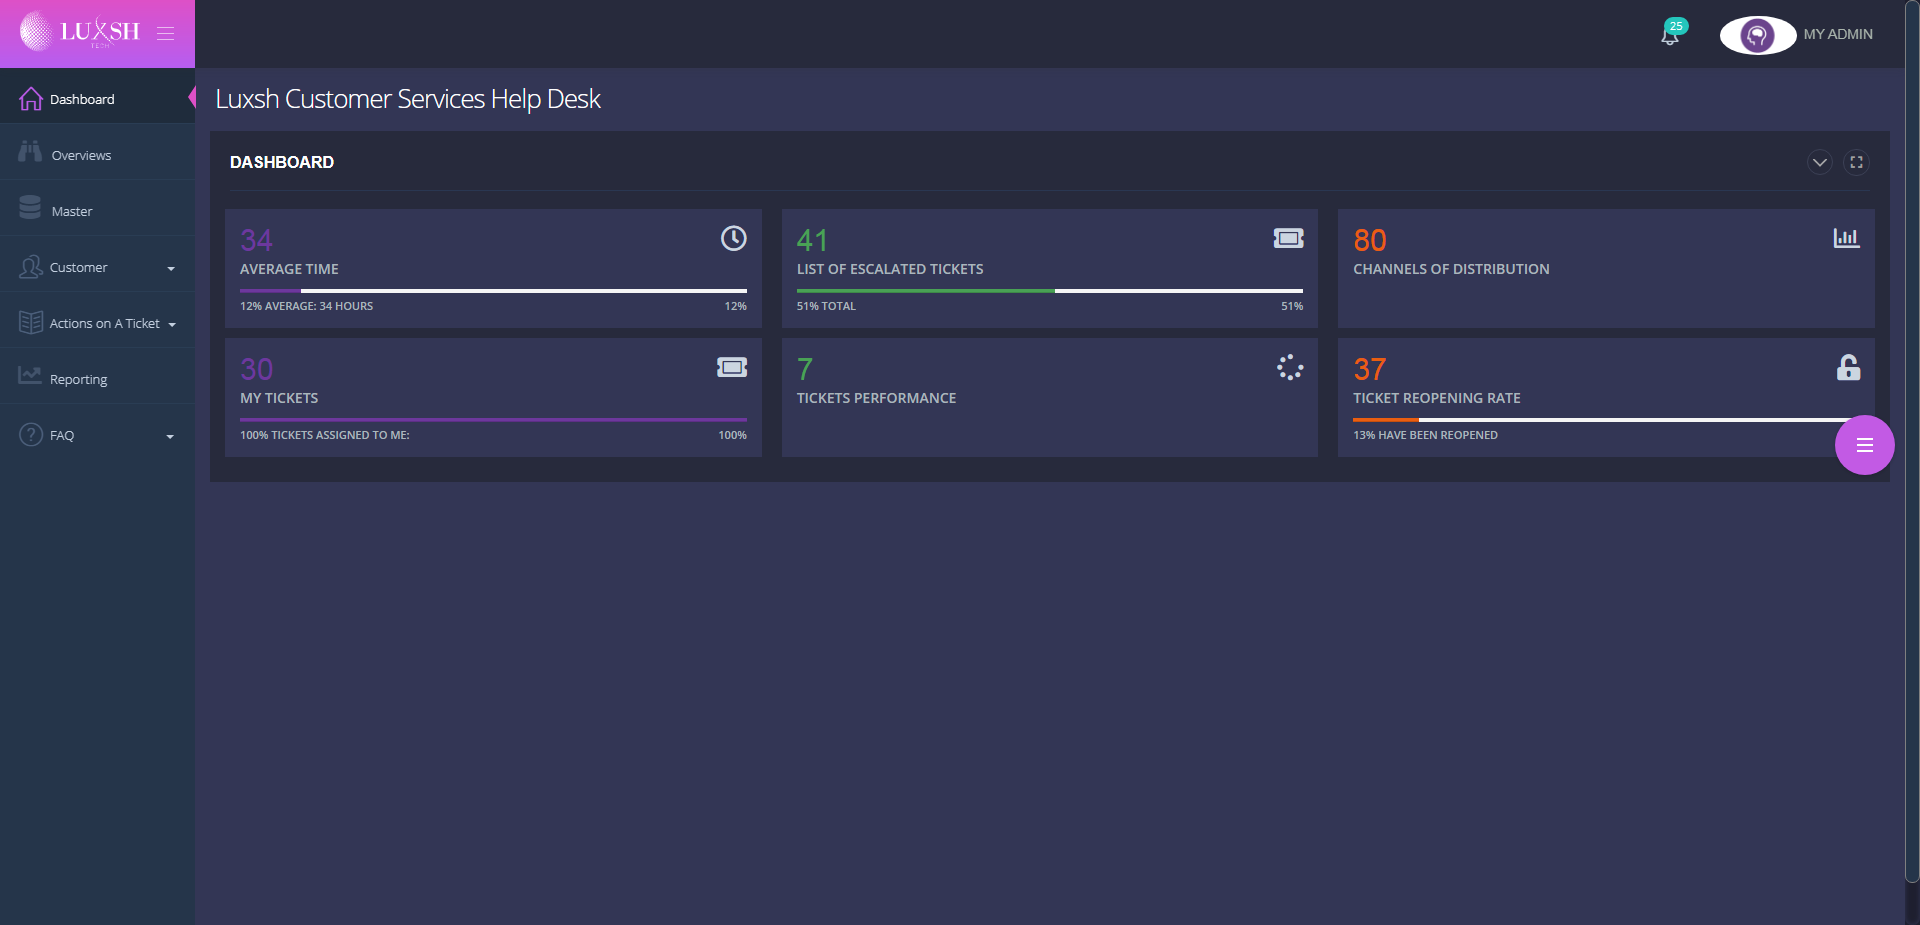 LUXSH
TECH
25
MY ADMIN
Dashboard
Overviews
Master
Customer
Actions on A Ticket
Reporting
FAQ
Luxsh Customer Services Help Desk
DASHBOARD
34
AVERAGE TIME
12% AVERAGE: 34 HOURS
12%
41
LIST OF ESCALATED TICKETS
51% TOTAL
51%
80
CHANNELS OF DISTRIBUTION
30
MY TICKETS
100% TICKETS ASSIGNED TO ME:
100%
7
TICKETS PERFORMANCE
37
TICKET REOPENING RATE
13% HAVE BEEN REOPENED